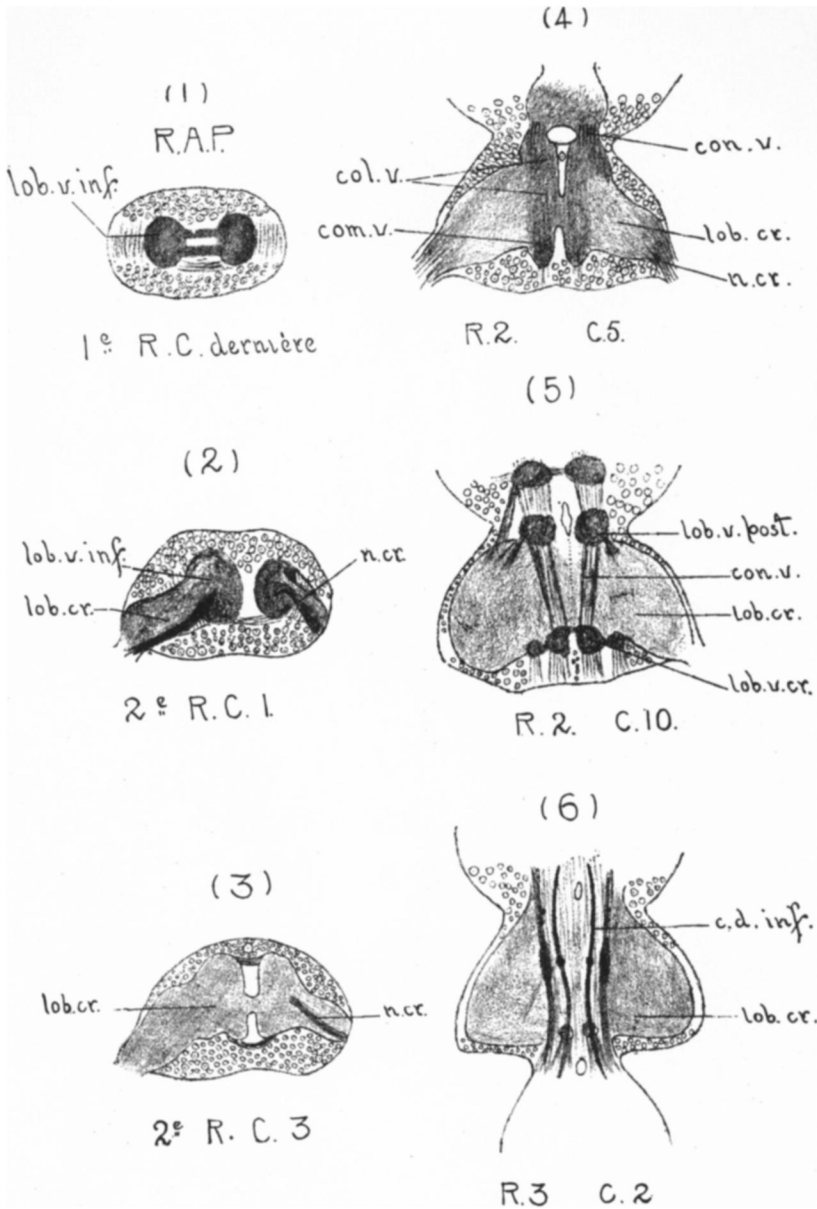 (1)
R.A.P.
lob.v.inf.
1e R.C. dernière
(2)
lob.v.inf.
n.cr.
lob.cr.
2e R.C.1.
(3)
lob.cr.
n.cr.
2e R.C.3
(4)
con.v.
col.v.
com.v.
lob.cr.
n.cr.
R.2. C.5.
(5)
lob.v.post.
con.v.
lob.cr.
lob.v.cr.
R.2. C.10.
(6)
c.d.inf.
lob.cr.
R.3 C.2